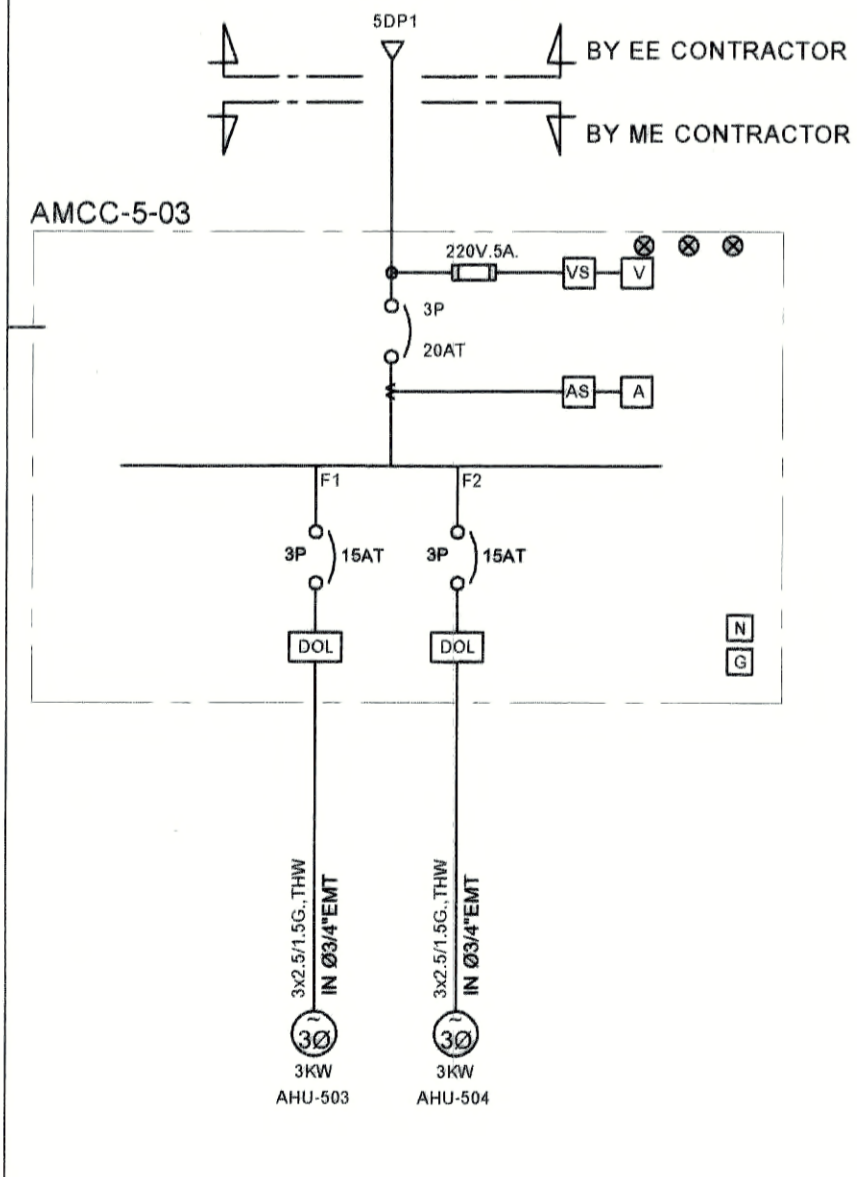 5DP1
BY EE CONTRACTOR
BY ME CONTRACTOR
AMCC-5-03
220V.5A.
VS
V
3P
20AT
AS
A
F1
F2
3P
15AT
3P
15AT
DOL
DOL
N
G
3x2.5/1.5G.,THW
IN Ø3/4"EMT
3x2.5/1.5G.,THW
IN Ø3/4"EMT
~
3Ø
~
3Ø
3KW
3KW
AHU-503
AHU-504